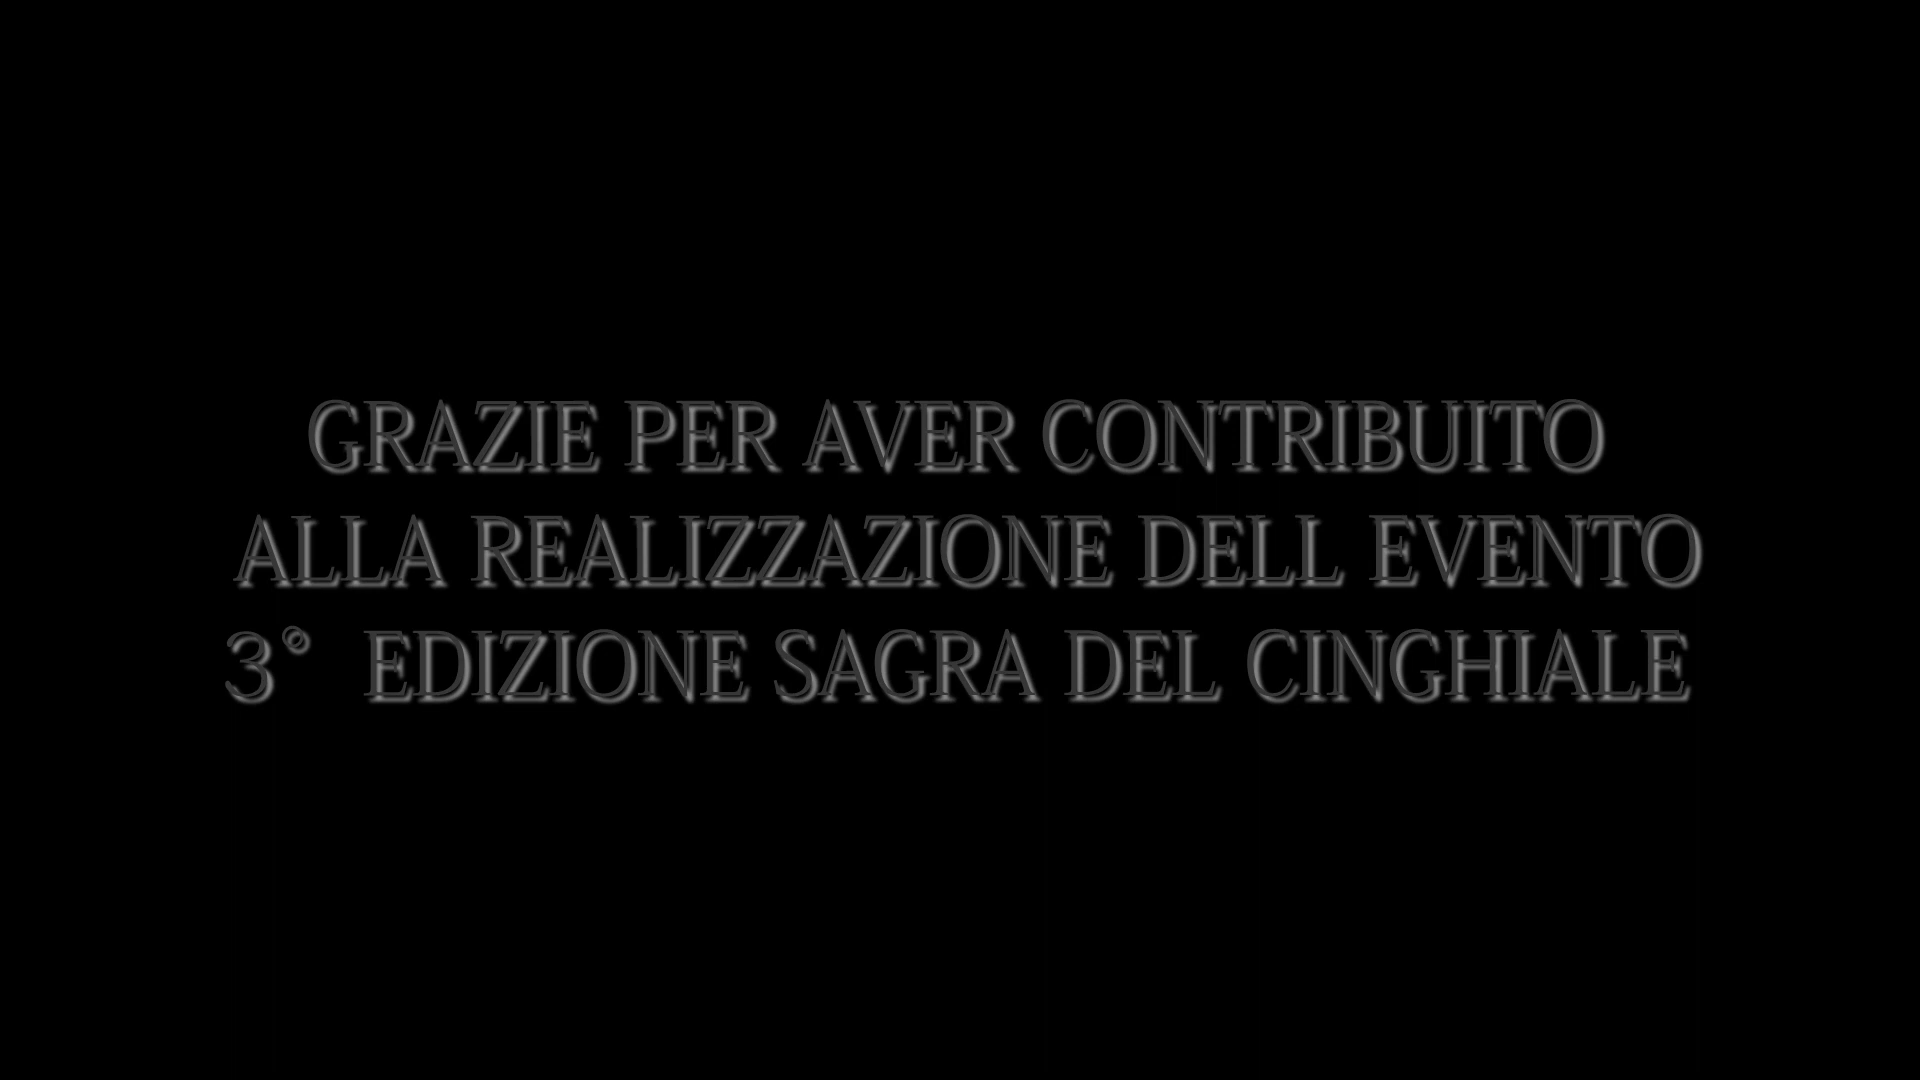 GRAZIE PER AVER CONTRIBUITO
ALLA REALIZZAZIONE DELL EVENTO
3° EDIZIONE SAGRA DEL CINGHIALE